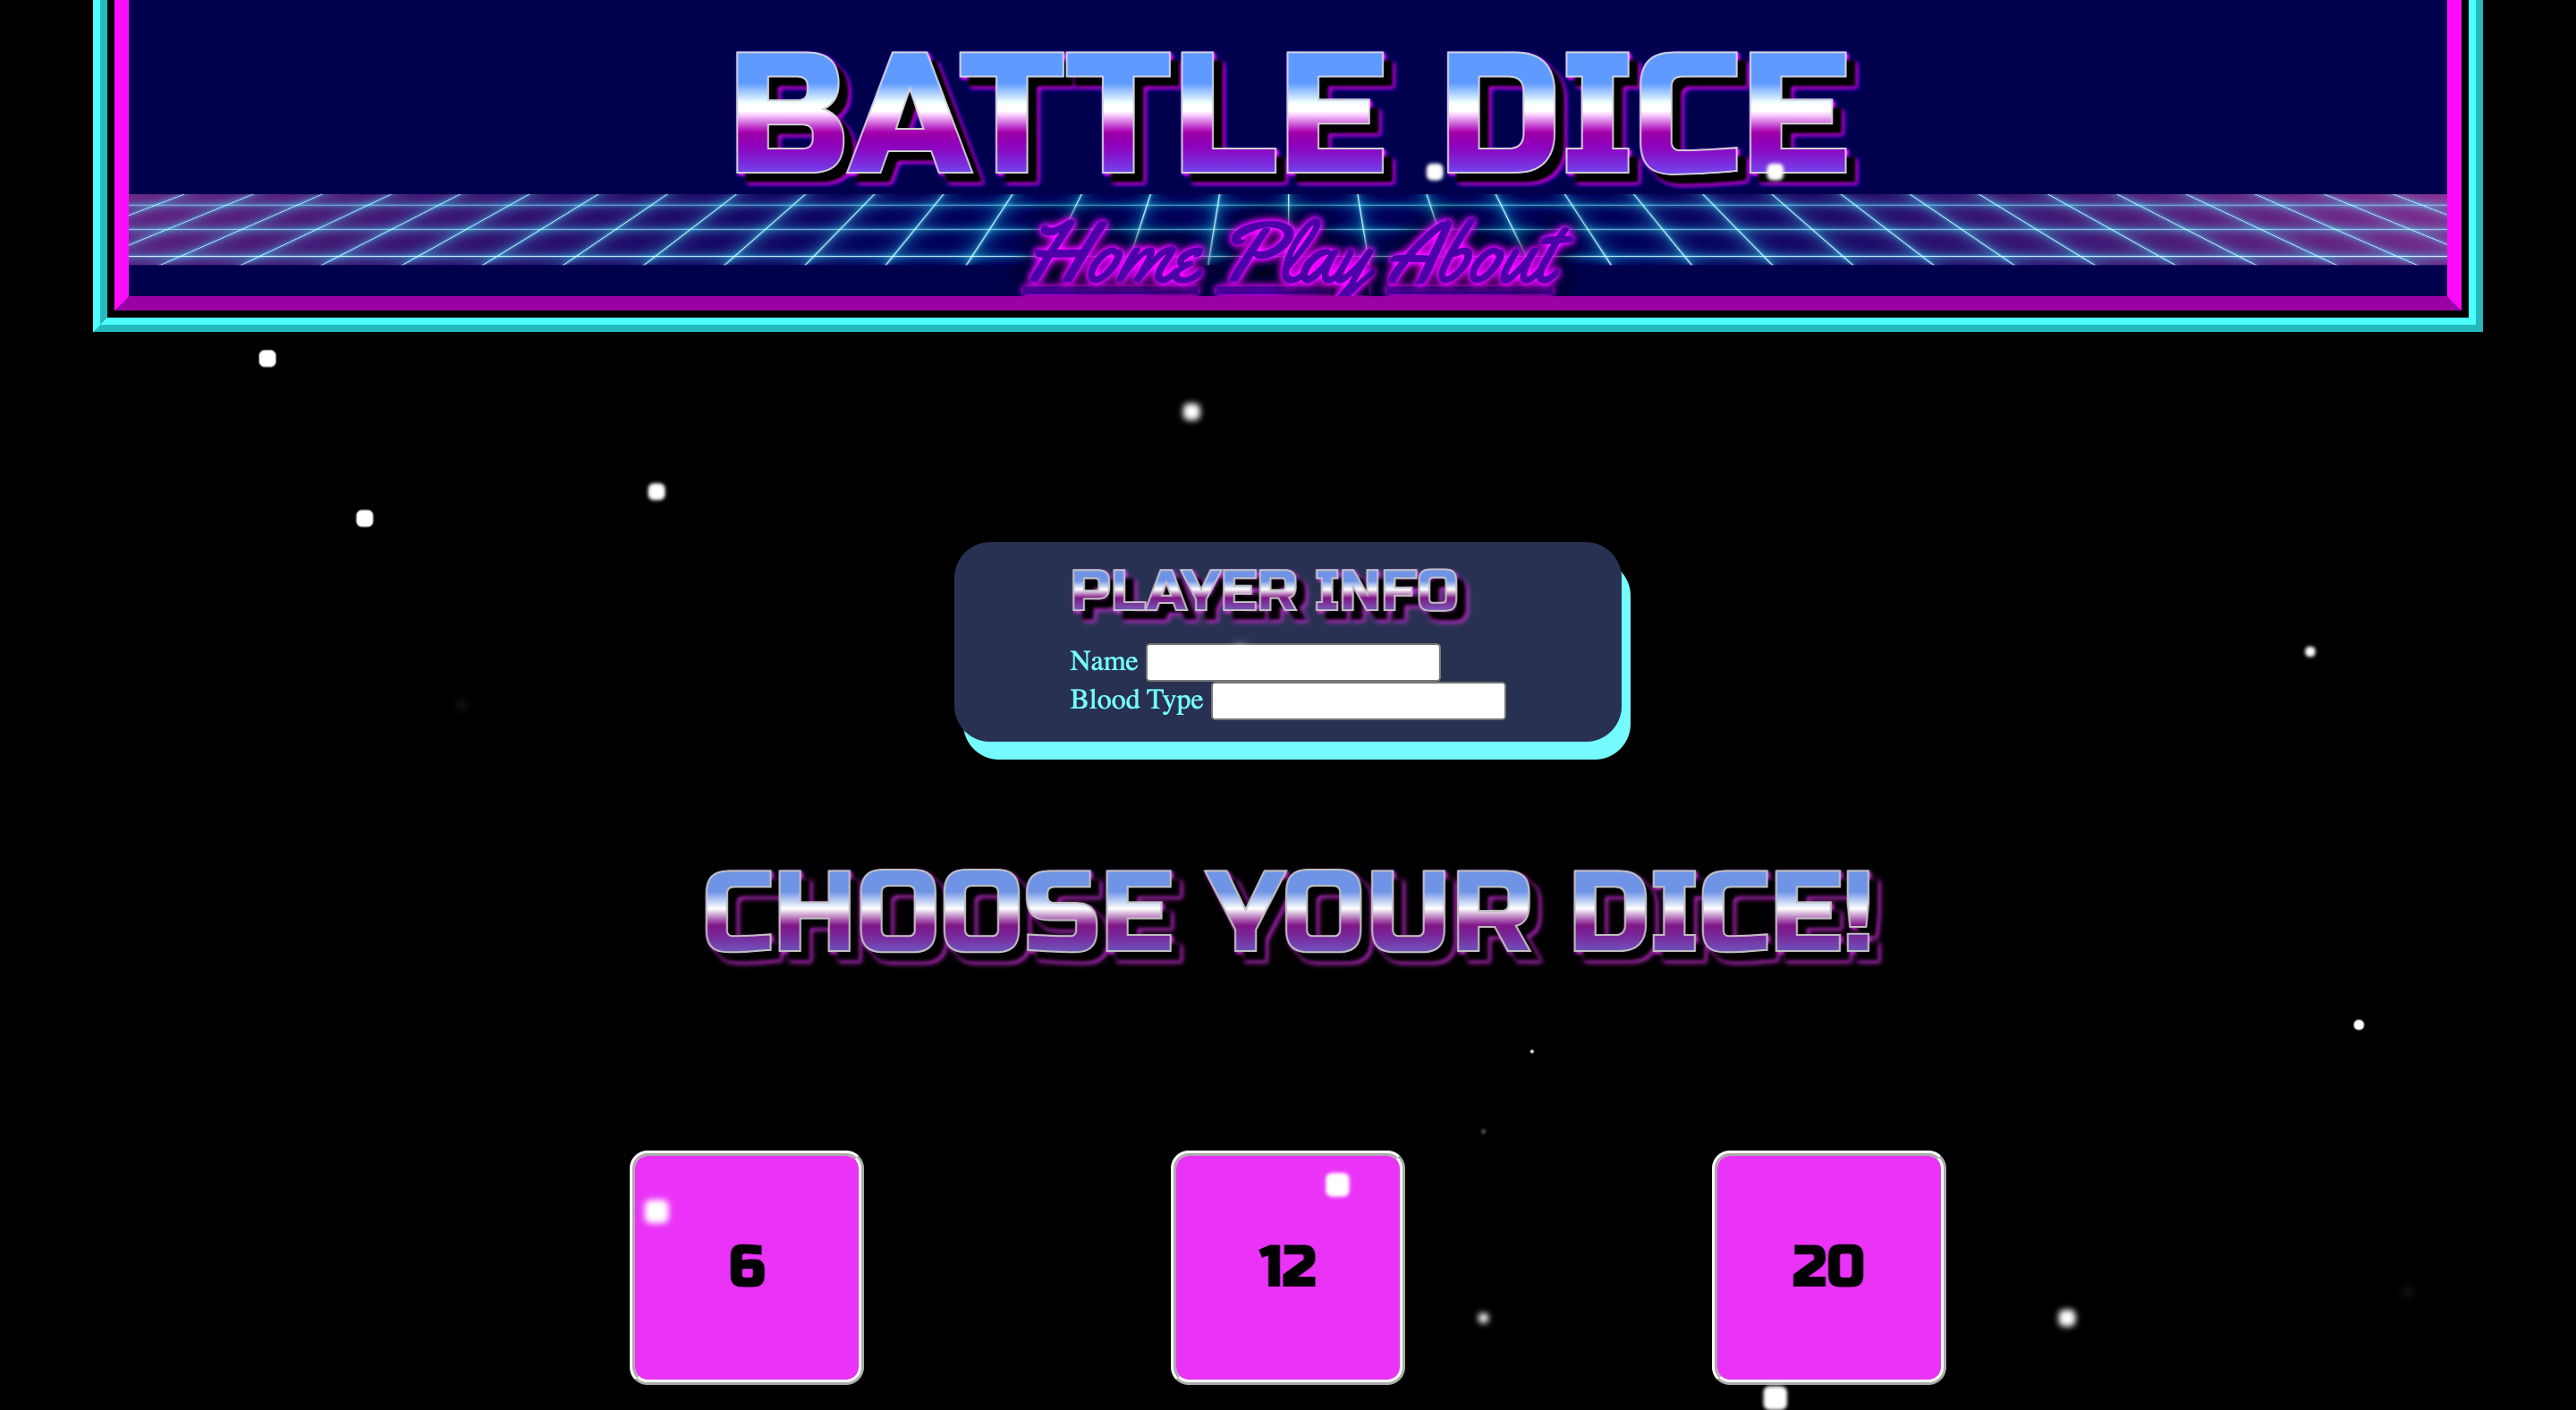 BATTLE DICE
Home Play About
PLAYER INFO
Name
Blood Type
CHOOSE YOUR DICE!
6 12 20